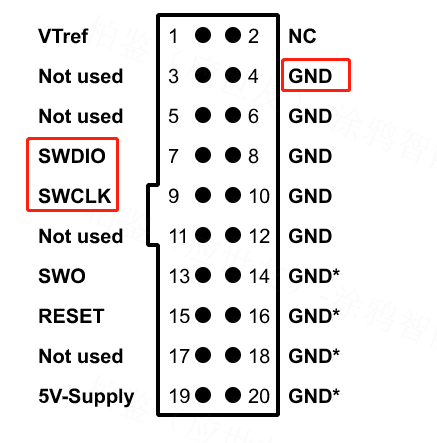 VTref 1 2 NC
Not used 3 4 GND
Not used 5 6 GND
SWDIO 7 8 GND
SWCLK 9 10 GND
Not used 11 12 GND
SWO 13 14 GND*
RESET 15 16 GND*
Not used 17 18 GND*
5V-Supply 19 20 GND*